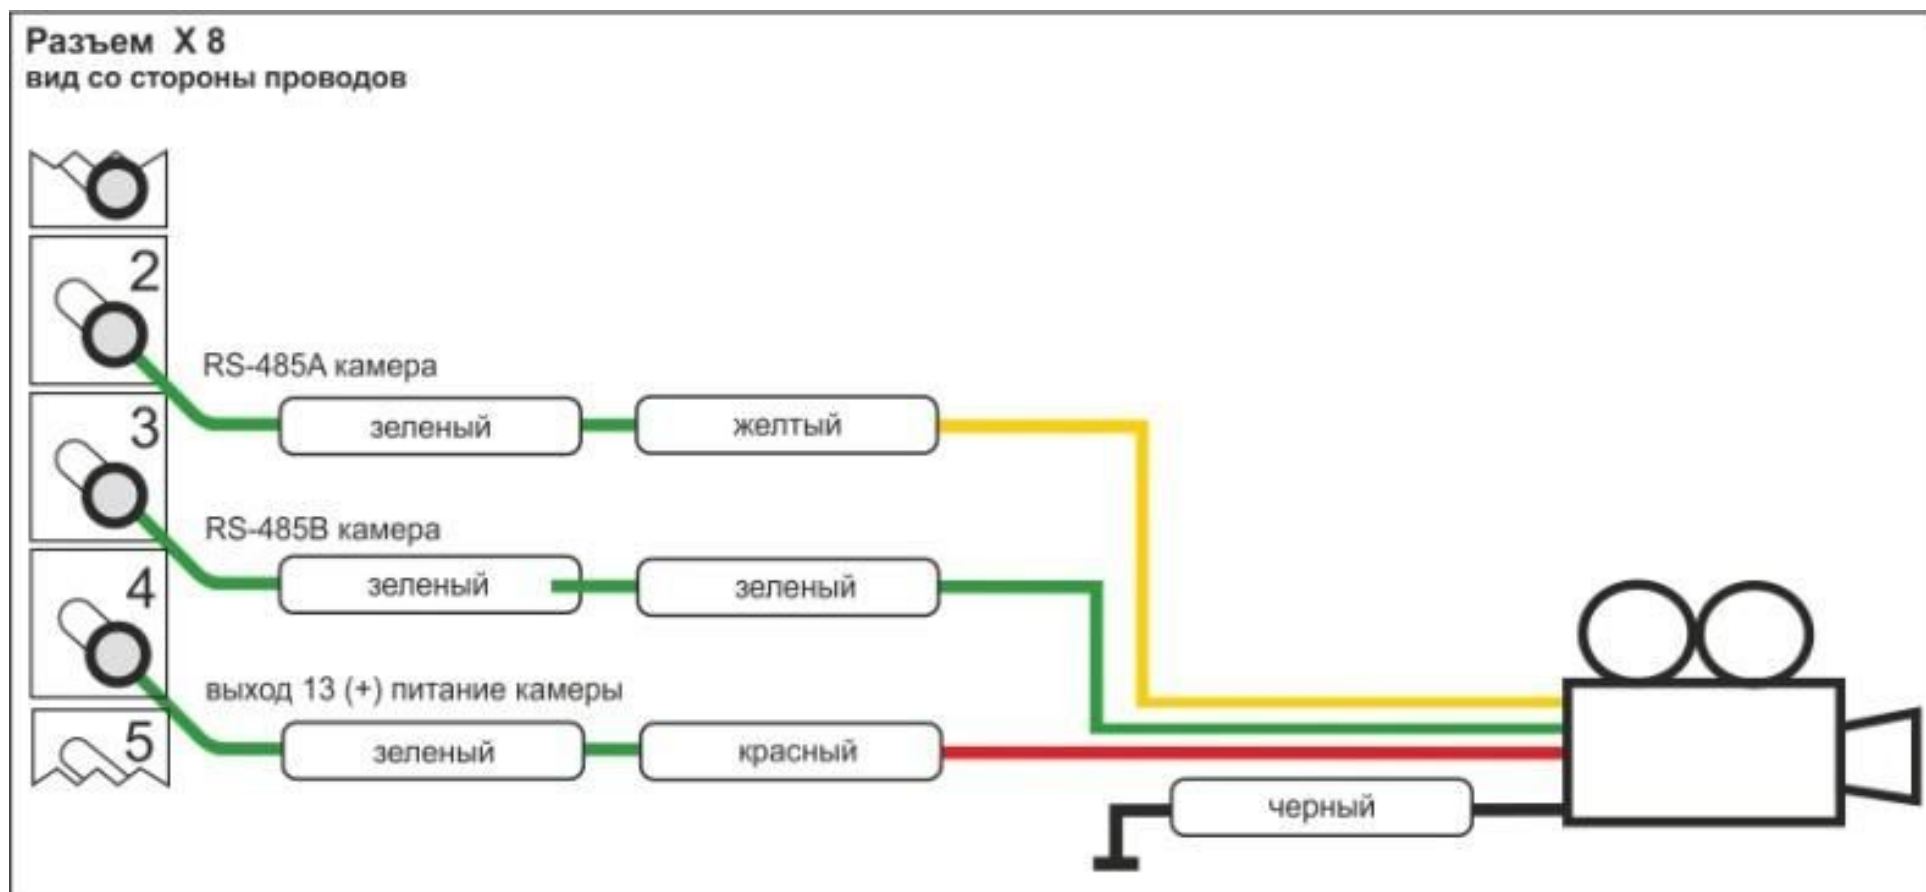 Разъем X 8
вид со стороны проводов
2
RS-485A камера
зеленый желтый
3
RS-485B камера
зеленый зеленый
4
выход 13 (+) питание камеры
5
зеленый красный
черный